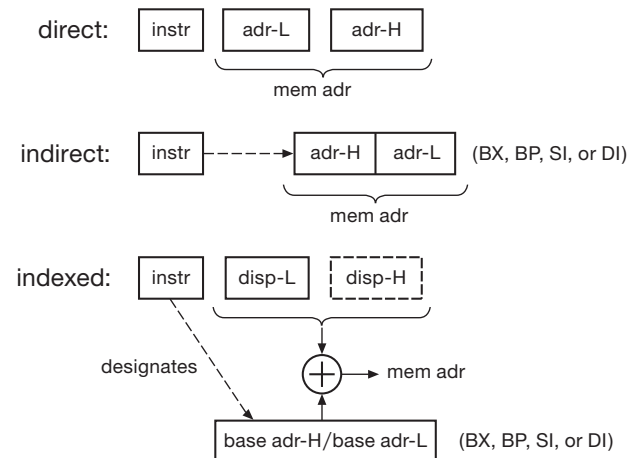 direct: instr adr-L adr-H
mem adr
indirect: instr adr-H adr-L (BX, BP, SI, or DI)
mem adr
indexed: instr disp-L disp-H
designates
+ mem adr
base adr-H/base adr-L (BX, BP, SI, or DI)